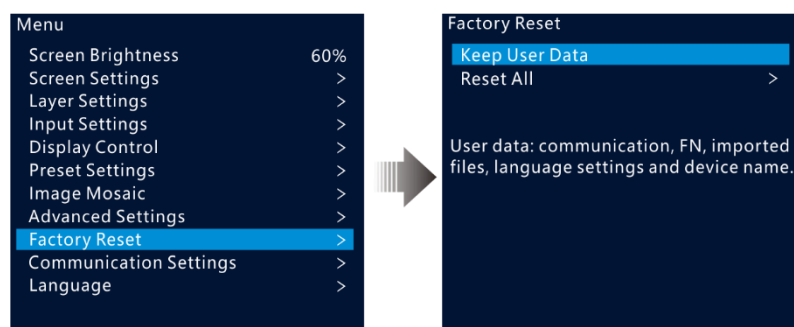 Menu
Screen Brightness 60%
Screen Settings >
Layer Settings >
Input Settings >
Display Control >
Preset Settings >
Image Mosaic >
Advanced Settings >
Factory Reset >
Communication Settings >
Language >
Factory Reset
Keep User Data
Reset All >
User data: communication, FN, imported
files, language settings and device name.